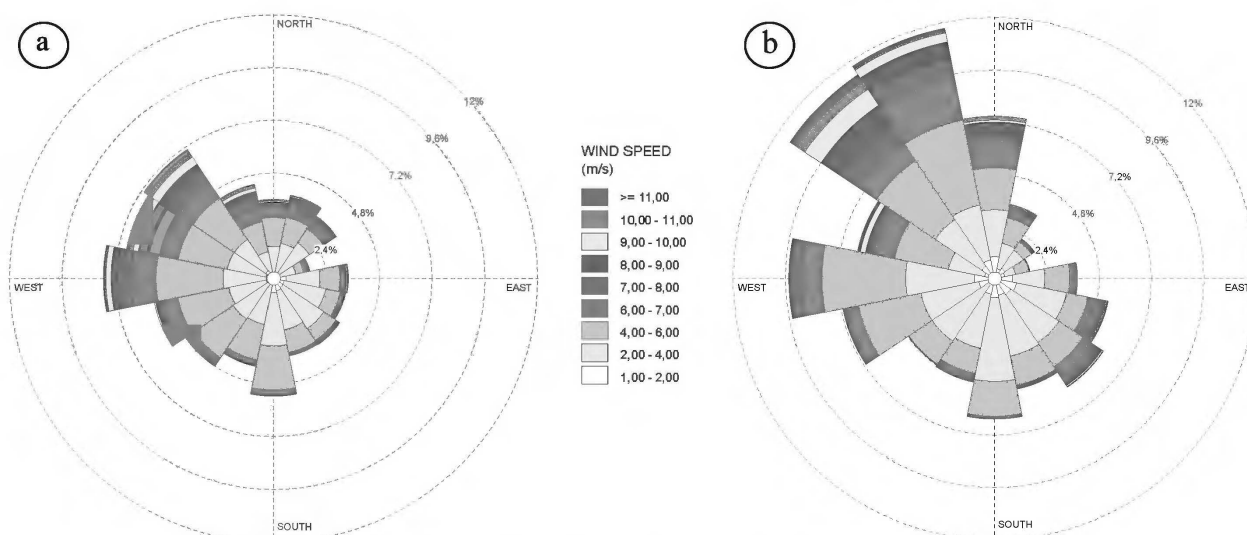 a
NORTH
12%
9,6%
7,2%
4,8%
2,4%
WEST
EAST
SOUTH
WIND SPEED
(m/s)
>= 11,00
10,00 - 11,00
9,00 - 10,00
8,00 - 9,00
7,00 - 8,00
6,00 - 7,00
4,00 - 6,00
2,00 - 4,00
1,00 - 2,00
b
NORTH
12%
9,6%
7,2%
4,8%
2,4%
WEST
EAST
SOUTH